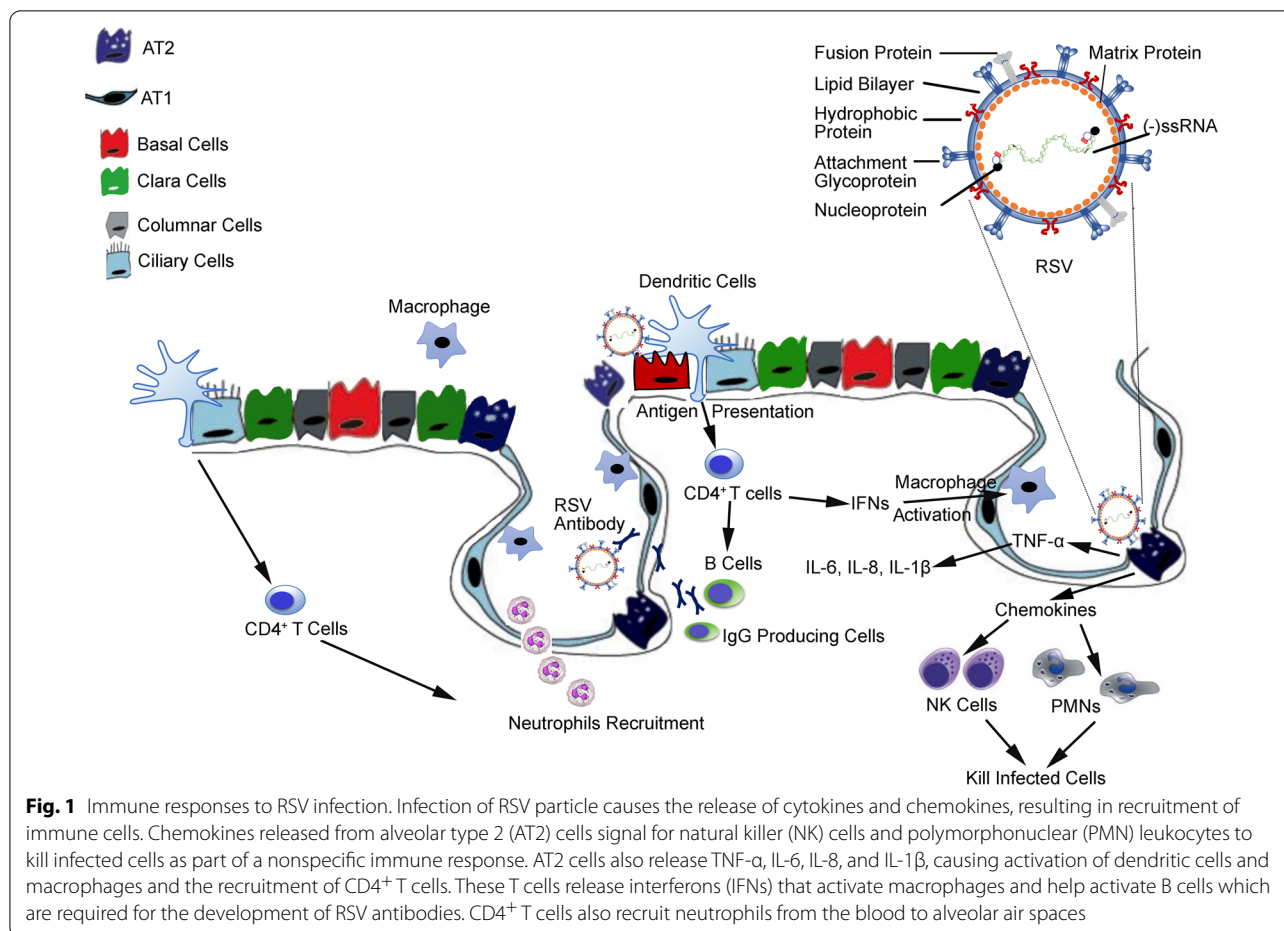 AT2
AT1
Basal Cells
Clara Cells
Columnar Cells
Ciliary Cells
Fusion Protein
Matrix Protein
Lipid Bilayer
Hydrophobic
Protein
(-)ssRNA
Attachment
Glycoprotein
Nucleoprotein
RSV
Dendritic Cells
Macrophage
Antigen Presentation
CD4⁺ T cells
IFNs
Macrophage
Activation
RSV
Antibody
B Cells
TNF-α
IL-6, IL-8, IL-1β
IgG Producing Cells
Chemokines
CD4⁺ T Cells
Neutrophils Recruitment
NK Cells
PMNs
Kill Infected Cells
Fig. 1 Immune responses to RSV infection. Infection of RSV particle causes the release of cytokines and chemokines, resulting in recruitment of
immune cells. Chemokines released from alveolar type 2 (AT2) cells signal for natural killer (NK) cells and polymorphonuclear (PMN) leukocytes to
kill infected cells as part of a nonspecific immune response. AT2 cells also release TNF-α, IL-6, IL-8, and IL-1β, causing activation of dendritic cells and
macrophages and the recruitment of CD4⁺ T cells. These T cells release interferons (IFNs) that activate macrophages and help activate B cells which
are required for the development of RSV antibodies. CD4⁺ T cells also recruit neutrophils from the blood to alveolar air spaces